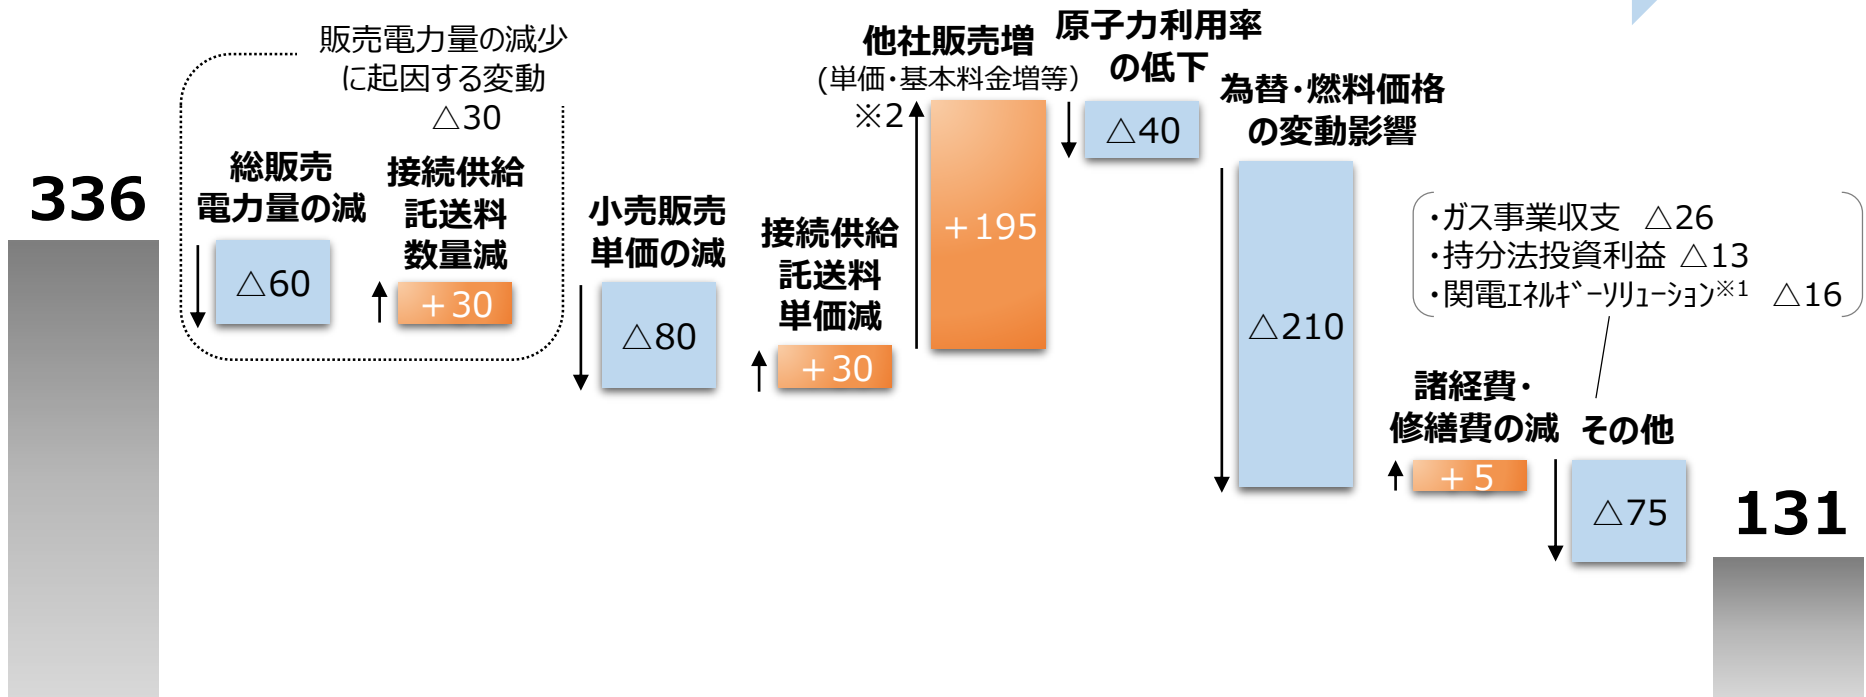 336
販売電力量の減少
に起因する変動
△30
総販売
電力量の減
△60
接続供給
託送料
数量減
+30
小売販売
単価の減
△80
接続供給
託送料
単価減
+30
他社販売増
(単価・基本料金増等)
※2
+195
原子力利用率
の低下
△40
為替・燃料価格
の変動影響
△210
諸経費・
修繕費の減
+5
・ガス事業収支 △26
・持分法投資利益 △13
・関電ｴﾈﾙｷﾞｰｿﾘｭｰｼｮﾝ※1 △16
その他
△75
131